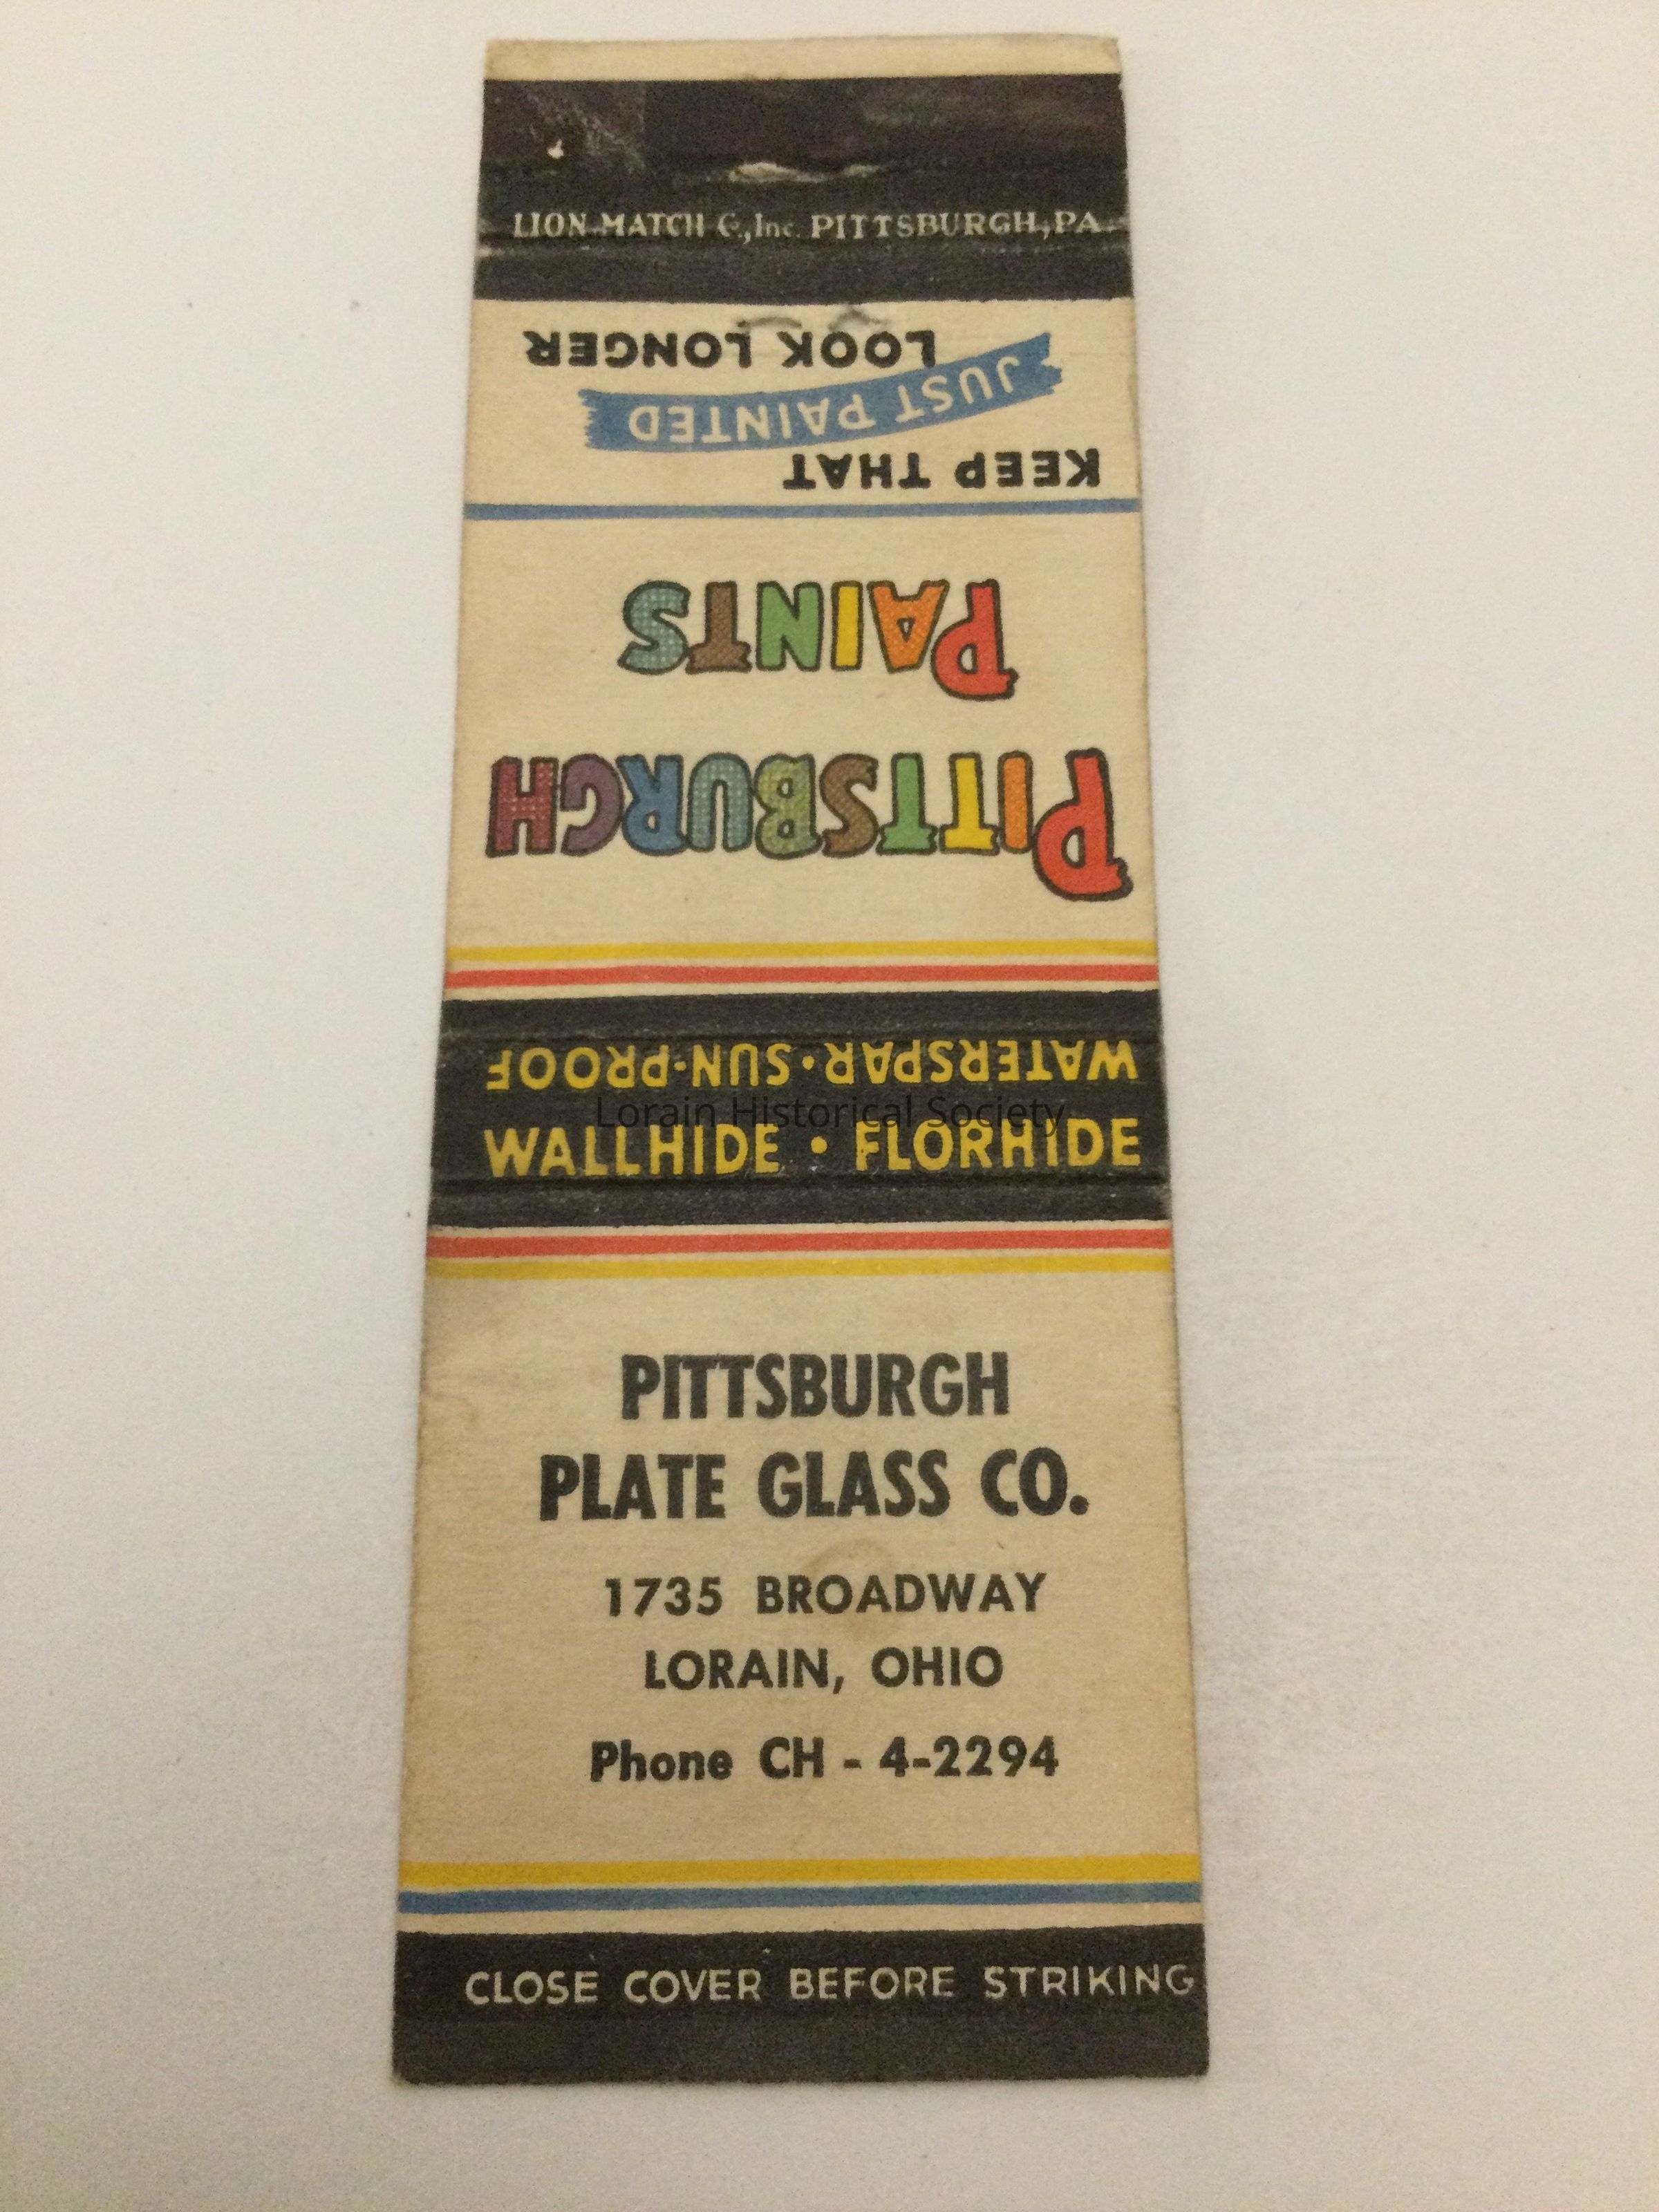 LION MATCH Co., Inc. PITTSBURGH, PA.
KEEP THAT
JUST PAINTED
LOOK LONGER
PITTSBURGH
PAINTS
WATERSPAR • SUN-PROOF
Lorain Historical Society
WALLHIDE • FLORHIDE
PITTSBURGH
PLATE GLASS CO.
1735 BROADWAY
LORAIN, OHIO
Phone CH - 4-2294
CLOSE COVER BEFORE STRIKING